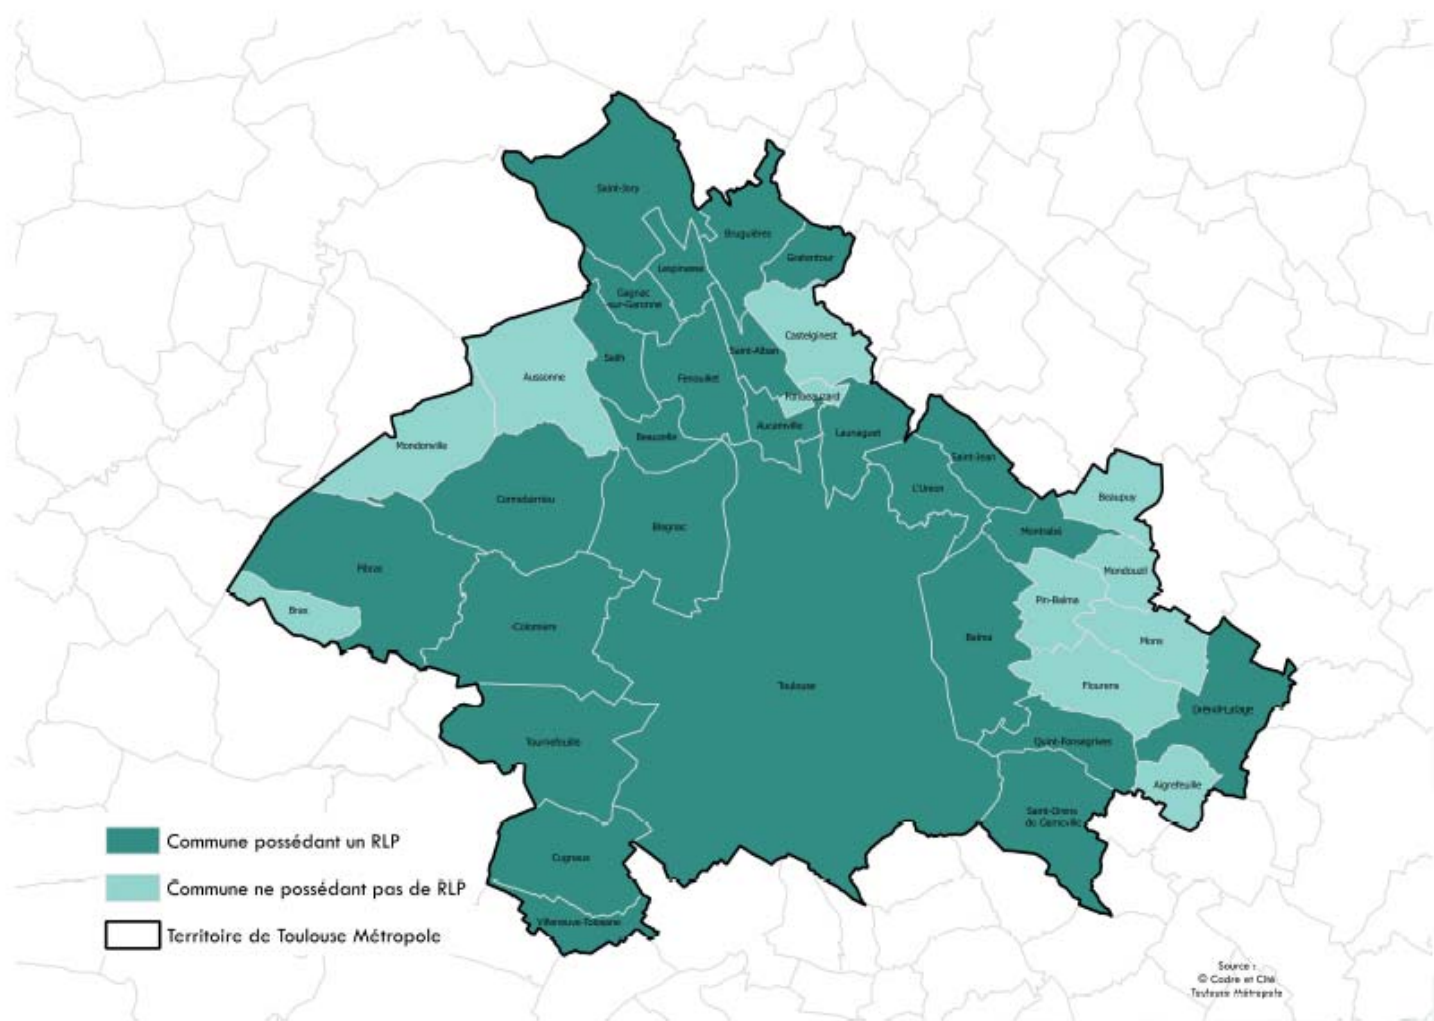 Saint-Jory
Bruguières
Gratentour
Lespinasse
Gagnac
-sur-Garonne
Castelginest
Saint-Alban
Seilh
Aussonne
Fenouillet
Fonbeauzard
Aucamville
Launaguet
Beauzelle
Mondonville
Saint-Jean
L'Union
Cornebarrieu
Beaupuy
Blagnac
Montrabé
Pibrac
Mondouzil
Pin-Balma
Brax
Colomiers
Balma
Mons
Toulouse
Flourens
Drémil-Lafage
Tournefeuille
Quint-Fonsegrives
Aigrefeuille
Saint-Orens
de Gameville
Cugnaux
Villeneuve-Tolosane
Commune possédant un RLP
Commune ne possédant pas de RLP
Territoire de Toulouse Métropole
Source :
© Cadre et Cité
Toulouse Métropole